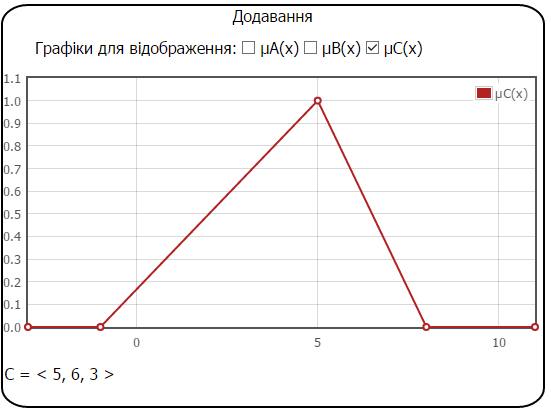 Додавання
Графіки для відображення: μA(x) μB(x) μC(x)
μC(x)
1.1
1.0
0.9
0.8
0.7
0.6
0.5
0.4
0.3
0.2
0.1
0.0
0 5 10
C = < 5, 6, 3 >